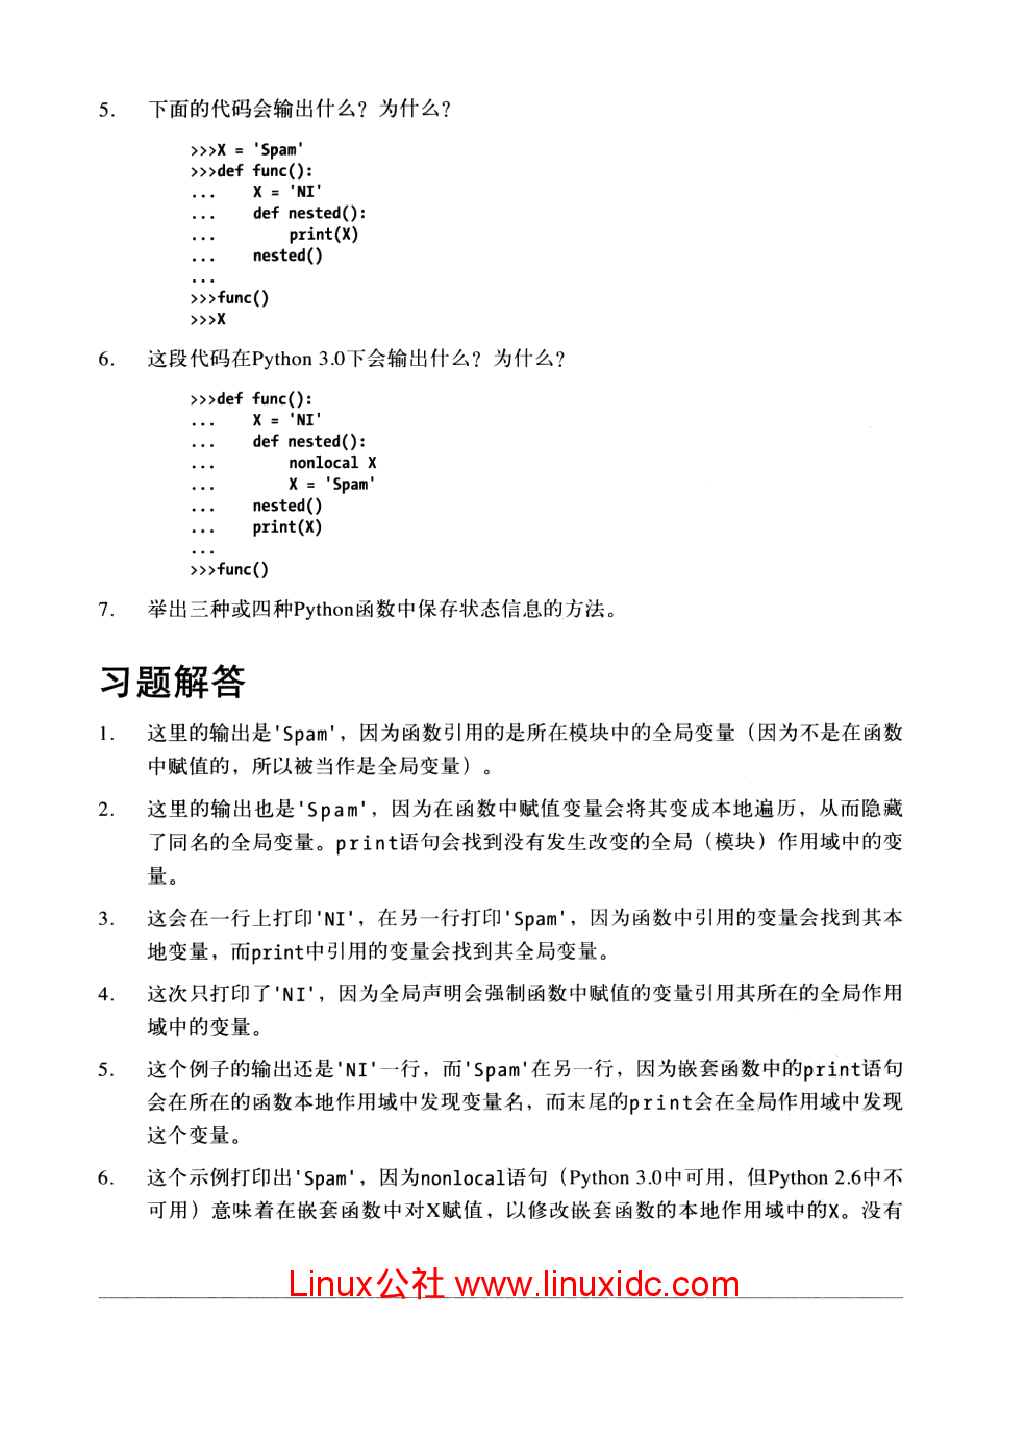 5. 下面的代码会输出什么？为什么？
>>>X = 'Spam'
>>>def func():
... X = 'NI'
... def nested():
... print(X)
... nested()
...
>>>func()
>>>X
6. 这段代码在Python 3.0下会输出什么？为什么？
>>>def func():
... X = 'NI'
... def nested():
... nonlocal X
... X = 'Spam'
... nested()
... print(X)
...
>>>func()
7. 举出三种或四种Python函数中保存状态信息的方法。
习题解答
1. 这里的输出是'Spam'，因为函数引用的是所在模块中的全局变量（因为不是在函数
中赋值的，所以被当作是全局变量）。
2. 这里的输出也是'Spam'，因为在函数中赋值变量会将其变成本地遍历，从而隐藏
了同名的全局变量。print语句会找到没有发生改变的全局（模块）作用域中的变
量。
3. 这会在一行上打印'NI'，在另一行打印'Spam'，因为函数中引用的变量会找到其本
地变量，而print中引用的变量会找到其全局变量。
4. 这次只打印了'NI'，因为全局声明会强制函数中赋值的变量引用其所在的全局作用
域中的变量。
5. 这个例子的输出还是'NI'一行，而'Spam'在另一行，因为嵌套函数中的print语句
会在所在的函数本地作用域中发现变量名，而末尾的print会在全局作用域中发现
这个变量。
6. 这个示例打印出'Spam'，因为nonlocal语句（Python 3.0中可用，但Python 2.6中不
可用）意味着在嵌套函数中对X赋值，以修改嵌套函数的本地作用域中的X。没有
Linux公社 www.linuxidc.com